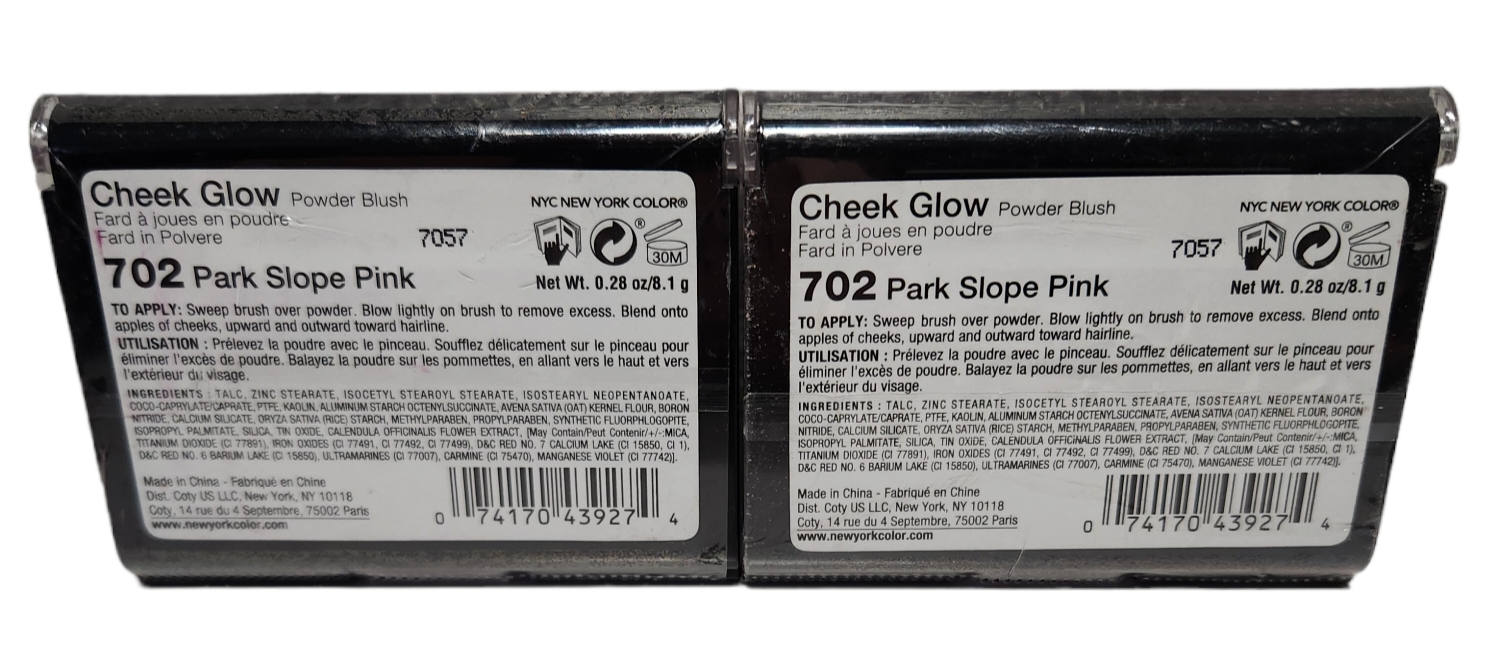 Cheek Glow Powder Blush
NYC NEW YORK COLOR®
Fard à joues en poudre
Fard in Polvere
7057
®
30M
702 Park Slope Pink
Net Wt. 0.28 oz/8.1 g
TO APPLY: Sweep brush over powder. Blow lightly on brush to remove excess. Blend onto
apples of cheeks, upward and outward toward hairline.
UTILISATION : Prélevez la poudre avec le pinceau. Soufflez délicatement sur le pinceau pour
éliminer l'excès de poudre. Balayez la poudre sur les pommettes, en allant vers le haut et vers
l'extérieur du visage.
INGREDIENTS : TALC, ZINC STEARATE, ISOCETYL STEAROYL STEARATE, ISOSTEARYL NEOPENTANOATE,
COCO-CAPRYLATE/CAPRATE, PTFE, KAOLIN, ALUMINUM STARCH OCTENYLSUCCINATE, AVENA SATIVA (OAT) KERNEL FLOUR, BORON
NITRIDE, CALCIUM SILICATE, ORYZA SATIVA (RICE) STARCH, METHYLPARABEN, PROPYLPARABEN, SYNTHETIC FLUORPHLOGOPITE,
ISOPROPYL PALMITATE, SILICA, TIN OXIDE, CALENDULA OFFICINALIS FLOWER EXTRACT, [May Contain/Peut Contenir/+/-:MICA,
TITANIUM DIOXIDE (CI 77891), IRON OXIDES (CI 77491, CI 77492, CI 77499), D&C RED NO. 7 CALCIUM LAKE (CI 15850, CI 1),
D&C RED NO. 6 BARIUM LAKE (CI 15850), ULTRAMARINES (CI 77007), CARMINE (CI 75470), MANGANESE VIOLET (CI 77742)].
Made in China - Fabriqué en Chine
Dist. Coty US LLC, New York, NY 10118
Coty, 14 rue du 4 Septembre, 75002 Paris
www.newyorkcolor.com
0 74170 43927 4
Cheek Glow Powder Blush
NYC NEW YORK COLOR®
Fard à joues en poudre
Fard in Polvere
7057
®
30M
702 Park Slope Pink
Net Wt. 0.28 oz/8.1 g
TO APPLY: Sweep brush over powder. Blow lightly on brush to remove excess. Blend onto
apples of cheeks, upward and outward toward hairline.
UTILISATION : Prélevez la poudre avec le pinceau. Soufflez délicatement sur le pinceau pour
éliminer l'excès de poudre. Balayez la poudre sur les pommettes, en allant vers le haut et vers
l'extérieur du visage.
INGREDIENTS : TALC, ZINC STEARATE, ISOCETYL STEAROYL STEARATE, ISOSTEARYL NEOPENTANOATE,
COCO-CAPRYLATE/CAPRATE, PTFE, KAOLIN, ALUMINUM STARCH OCTENYLSUCCINATE, AVENA SATIVA (OAT) KERNEL FLOUR, BORON
NITRIDE, CALCIUM SILICATE, ORYZA SATIVA (RICE) STARCH, METHYLPARABEN, PROPYLPARABEN, SYNTHETIC FLUORPHLOGOPITE,
ISOPROPYL PALMITATE, SILICA, TIN OXIDE, CALENDULA OFFICINALIS FLOWER EXTRACT, [May Contain/Peut Contenir/+/-:MICA,
TITANIUM DIOXIDE (CI 77891), IRON OXIDES (CI 77491, CI 77492, CI 77499), D&C RED NO. 7 CALCIUM LAKE (CI 15850, CI 1),
D&C RED NO. 6 BARIUM LAKE (CI 15850), ULTRAMARINES (CI 77007), CARMINE (CI 75470), MANGANESE VIOLET (CI 77742)].
Made in China - Fabriqué en Chine
Dist. Coty US LLC, New York, NY 10118
Coty, 14 rue du 4 Septembre, 75002 Paris
www.newyorkcolor.com
0 74170 43927 4